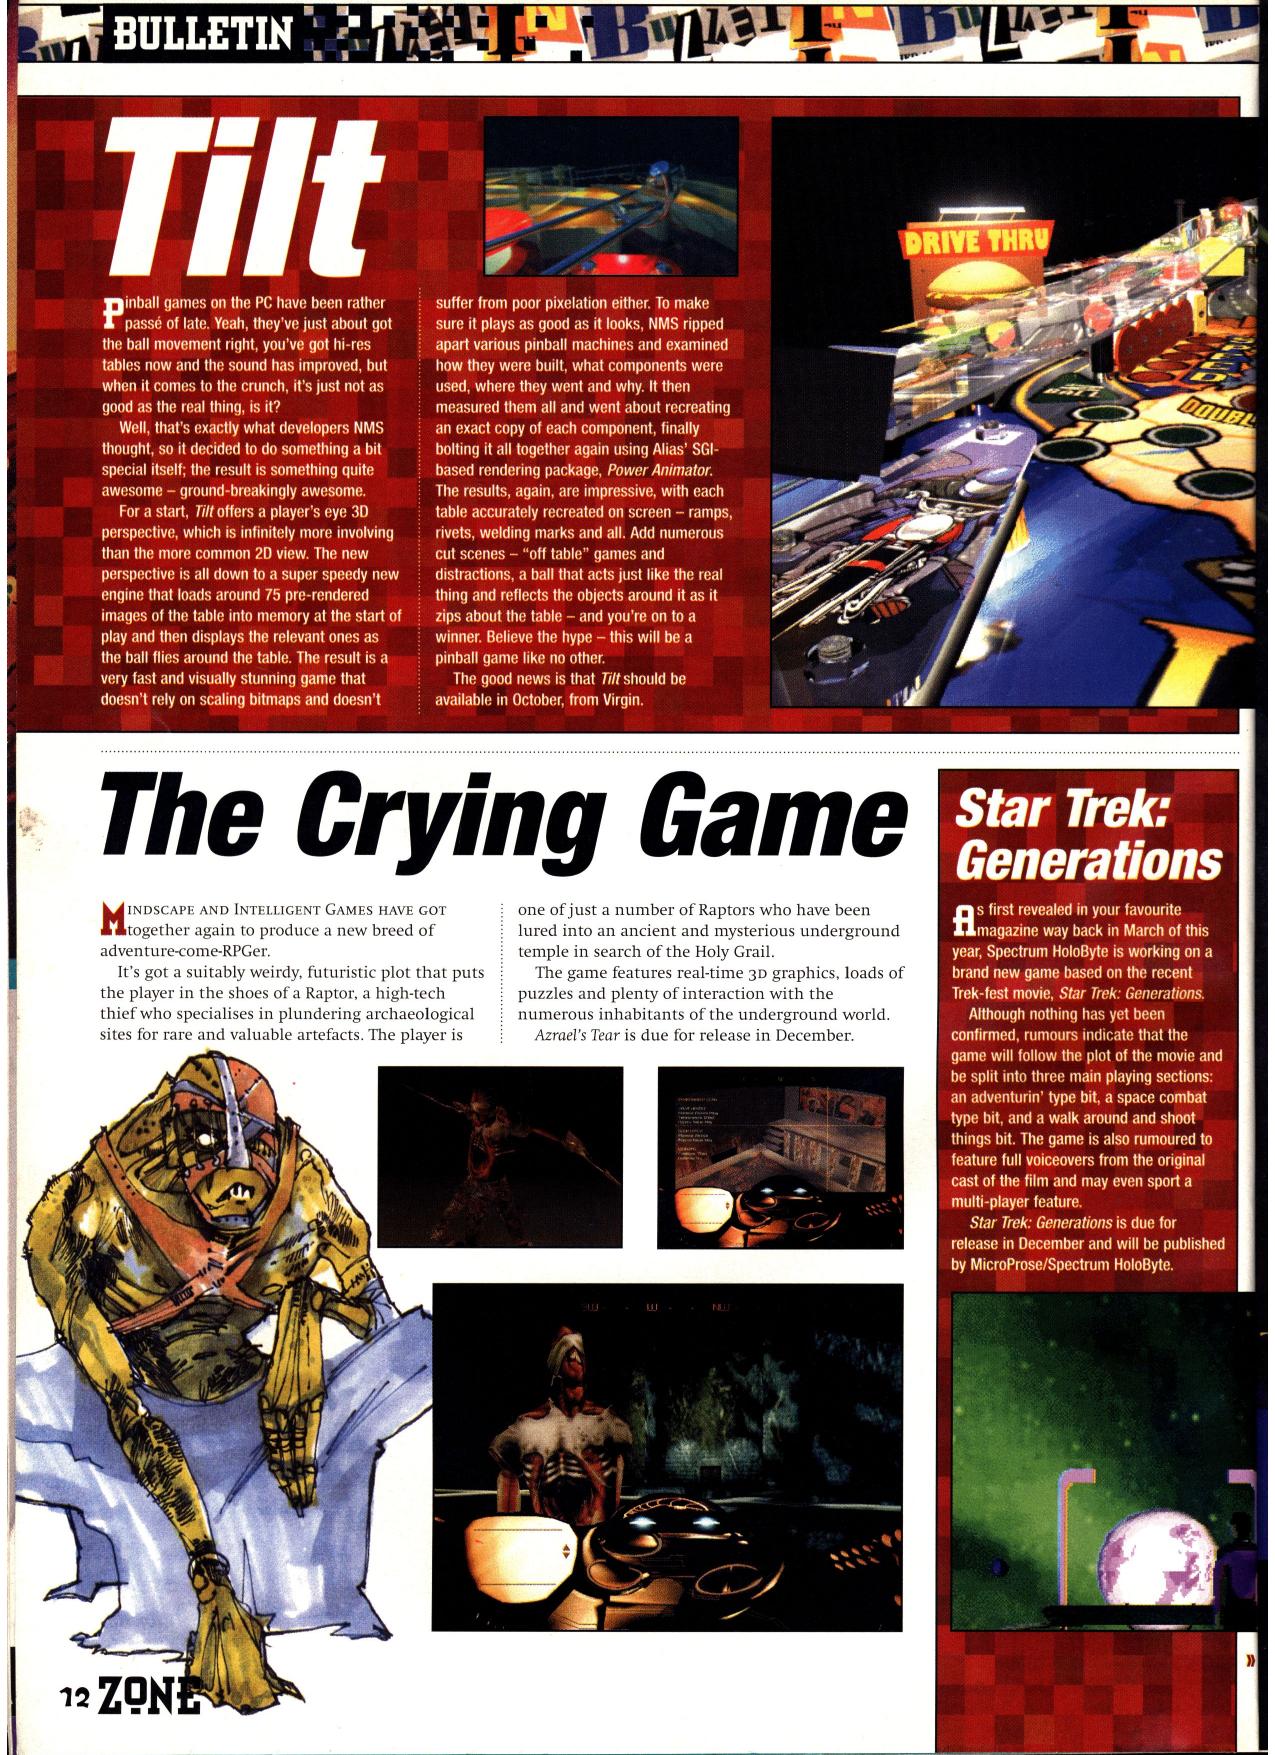 BULLETIN
Tilt
Pinball games on the PC have been rather
passé of late. Yeah, they've just about got
the ball movement right, you've got hi-res
tables now and the sound has improved, but
when it comes to the crunch, it's just not as
good as the real thing, is it?
Well, that's exactly what developers NMS
thought, so it decided to do something a bit
special itself; the result is something quite
awesome – ground-breakingly awesome.
For a start, Tilt offers a player's eye 3D
perspective, which is infinitely more involving
than the more common 2D view. The new
perspective is all down to a super speedy new
engine that loads around 75 pre-rendered
images of the table into memory at the start of
play and then displays the relevant ones as
the ball flies around the table. The result is a
very fast and visually stunning game that
doesn't rely on scaling bitmaps and doesn't
suffer from poor pixelation either. To make
sure it plays as good as it looks, NMS ripped
apart various pinball machines and examined
how they were built, what components were
used, where they went and why. It then
measured them all and went about recreating
an exact copy of each component, finally
bolting it all together again using Alias' SGI-
based rendering package, Power Animator.
The results, again, are impressive, with each
table accurately recreated on screen – ramps,
rivets, welding marks and all. Add numerous
cut scenes – “off table” games and
distractions, a ball that acts just like the real
thing and reflects the objects around it as it
zips about the table – and you're on to a
winner. Believe the hype – this will be a
pinball game like no other.
The good news is that Tilt should be
available in October, from Virgin.
DRIVE THRU
DOUBL
The Crying Game
MINDSCAPE AND INTELLIGENT GAMES HAVE GOT
together again to produce a new breed of
adventure-come-RPGer.
It's got a suitably weirdy, futuristic plot that puts
the player in the shoes of a Raptor, a high-tech
thief who specialises in plundering archaeological
sites for rare and valuable artefacts. The player is
one of just a number of Raptors who have been
lured into an ancient and mysterious underground
temple in search of the Holy Grail.
The game features real-time 3D graphics, loads of
puzzles and plenty of interaction with the
numerous inhabitants of the underground world.
Azrael's Tear is due for release in December.
SW W NW
Star Trek:
Generations
As first revealed in your favourite
magazine way back in March of this
year, Spectrum HoloByte is working on a
brand new game based on the recent
Trek-fest movie, Star Trek: Generations.
Although nothing has yet been
confirmed, rumours indicate that the
game will follow the plot of the movie and
be split into three main playing sections:
an adventurin' type bit, a space combat
type bit, and a walk around and shoot
things bit. The game is also rumoured to
feature full voiceovers from the original
cast of the film and may even sport a
multi-player feature.
Star Trek: Generations is due for
release in December and will be published
by MicroProse/Spectrum HoloByte.
»
12 ZONE